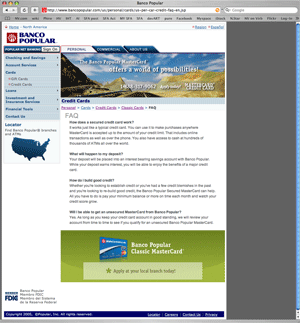 Banco Popular
http://www.bancopopular.com/us/personal/cards/us-per-car-credit-faq-en.jsp
Home
North America
Region
Español
BANCO
POPULAR
POPULAR NET BANKING Sign On
PERSONAL
COMMERCIAL
ABOUT US
Checking and Savings
Account Services
Cards
Credit Cards
Loans
Investment and
Insurance Services
Financial Tools
Contact Us
Locator
Find Banco Popular® branches
and ATMs
The Banco Popular MasterCard
offers a world of possibilities!
Credit Cards
Personal > Cards > Credit Cards > Classic Cards > FAQ
FAQ
How does a secured credit card work?
It works just like a typical credit card. You can use it to make purchases anywhere
MasterCard is accepted up to the amount of your credit limit. That includes online
transactions as well as over the phone. You also have access to cash at hundreds of
thousands of ATMs all over the world.
What will happen to my deposit?
Your deposit will be placed into an interest bearing savings account with Banco Popular.
While your deposit earns interest, you will be able to enjoy the benefits of a major credit
card.
How do I build good credit?
Whether you're looking to establish credit or you've had a few credit blemishes in the past
and you're looking to re-build good credit, the Banco Popular Secured MasterCard can help.
All you have to do is pay your minimum balance or more on time each month and watch your
credit score grow.
Will I be able to get an unsecured MasterCard from Banco Popular?
Yes. As long as you keep your credit card account in good standing, we will review your
account from time to time to see if you qualify for an unsecured Banco Popular MasterCard.
Banco Popular
Classic MasterCard
Apply at your local branch today!
FDIC
Banco Popular
Member FDIC
Miembro del Sistema
de la Reserva Federal
Copyright 2005, ©Popular, Inc. All rights reserved.
Locator | Careers | Contact Us | Privacy